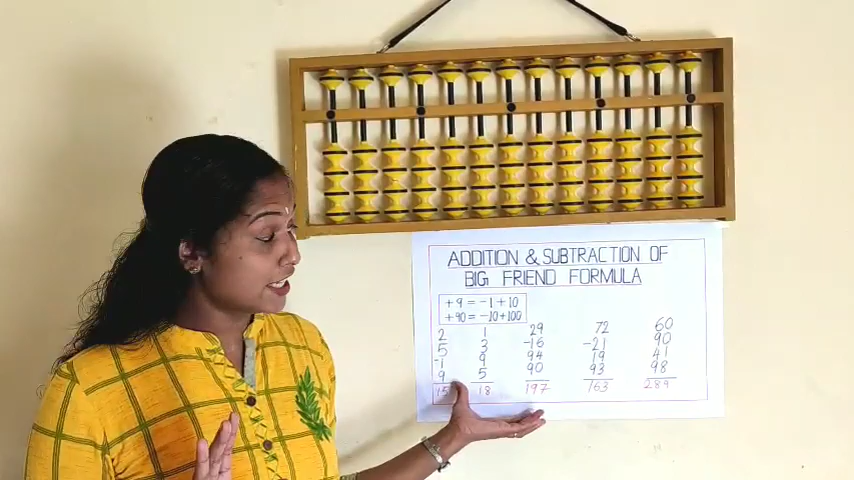 ADDITION & SUBTRACTION OF
BIG FRIEND FORMULA
+9 = -1 + 10
+90 = -10 + 100
2 1 29 72 60
5 3 -16 -21 90
-1 9 94 19 41
9 5 90 93 98
15 18 197 163 289